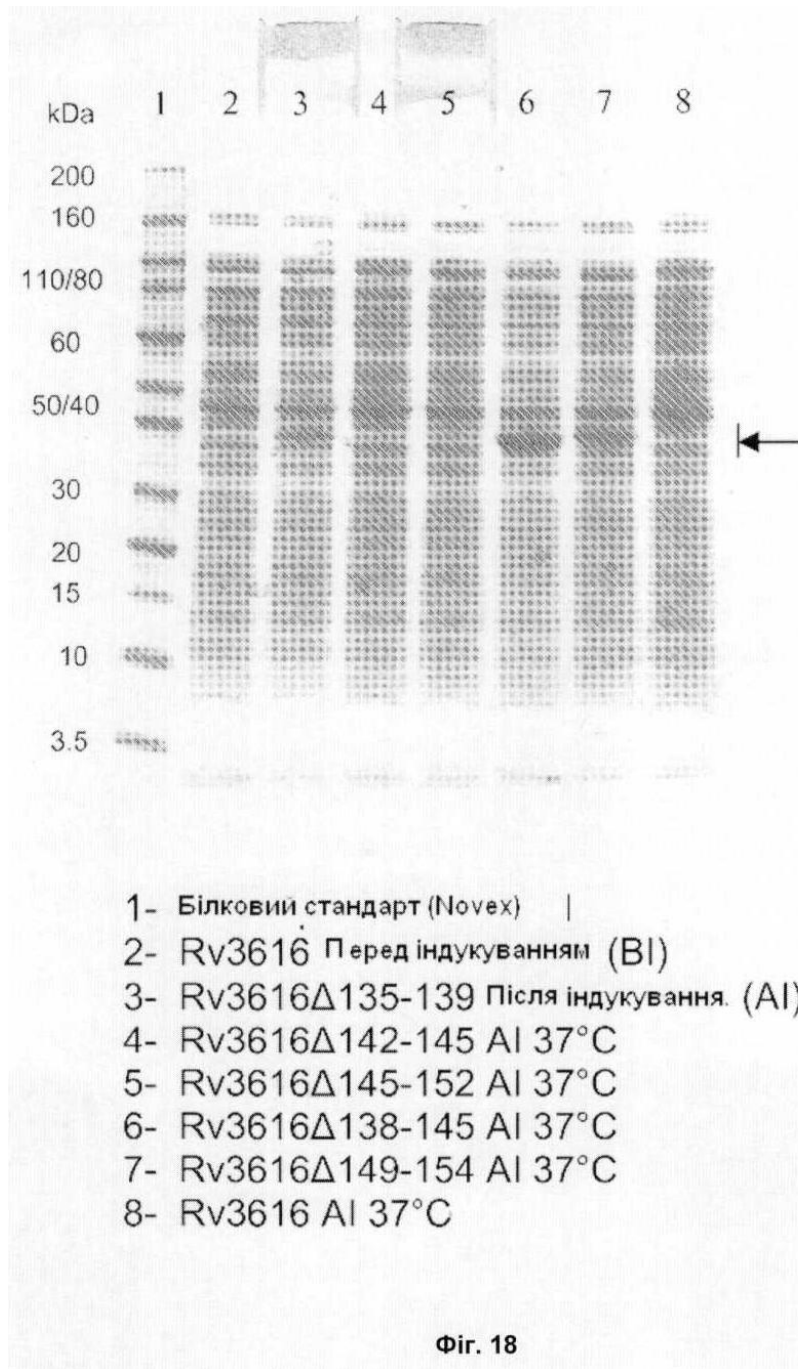 kDa 1 2 3 4 5 6 7 8
200
160
110/80
60
50/40
30
20
15
10
3.5
1- Білковий стандарт (Novex)
2- Rv3616 Перед індукуванням (BI)
3- Rv3616Δ135-139 Після індукування. (AI)
4- Rv3616Δ142-145 AI 37°C
5- Rv3616Δ145-152 AI 37°C
6- Rv3616Δ138-145 AI 37°C
7- Rv3616Δ149-154 AI 37°C
8- Rv3616 AI 37°C
Фіг. 18